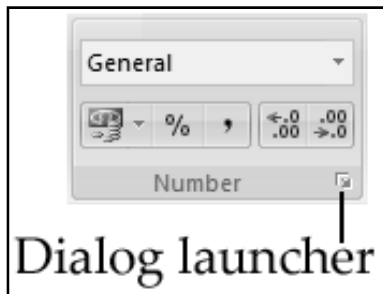 General
% , ←.0 .00 .00 →.0
Number
Dialog launcher